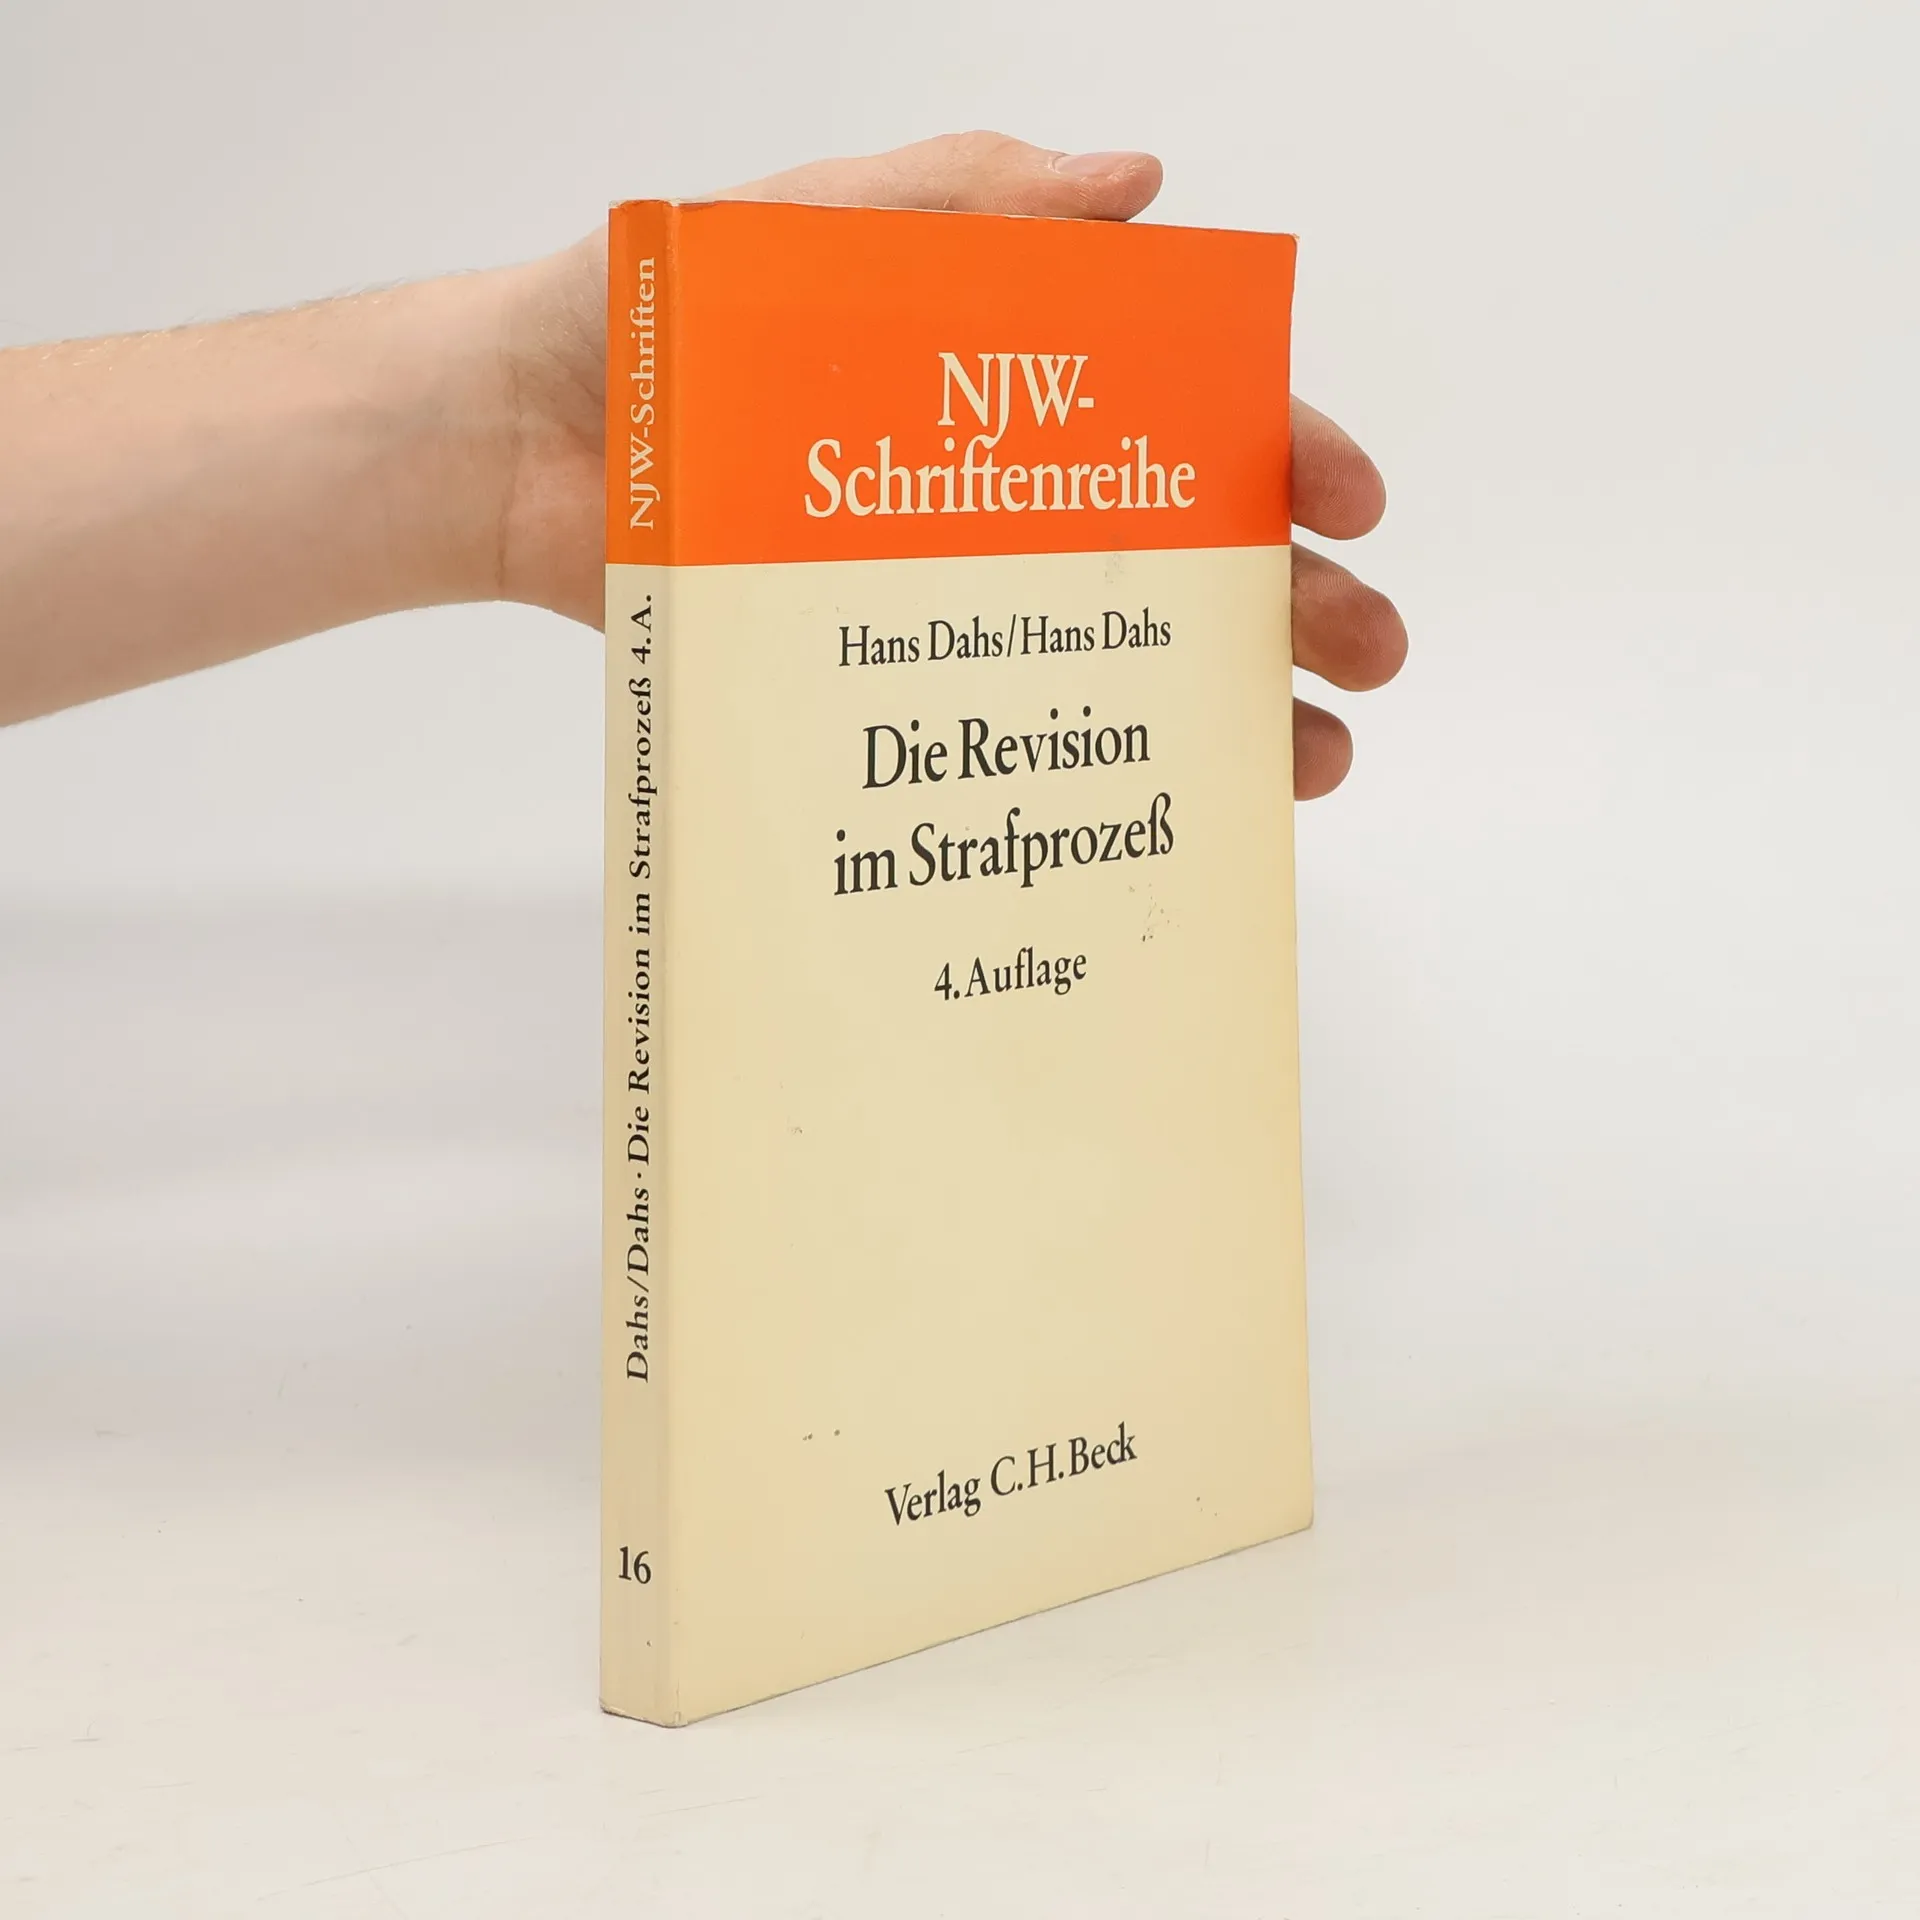 NJW-
Schriftenreihe
Hans Dahs/Hans Dahs
Die Revision
im Strafprozeß
4. Auflage
Verlag C.H.Beck
NJW-Schriften
Dahs/Dahs · Die Revision im Strafprozeß 4.A.
16